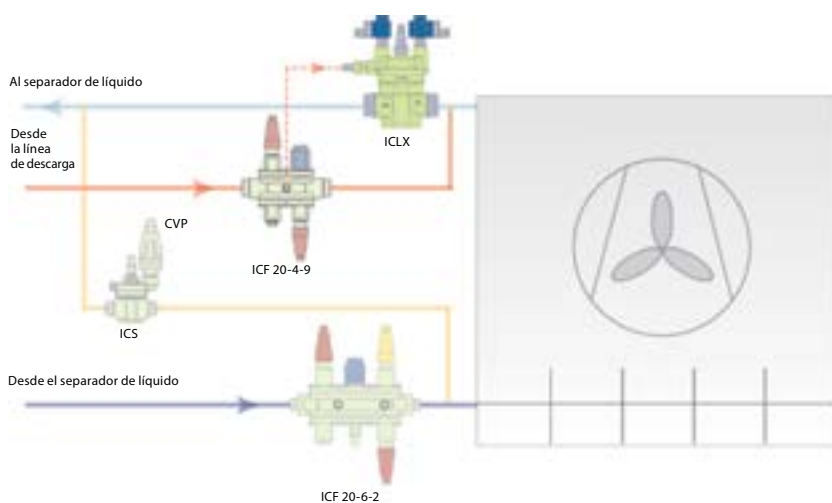 Al separador de líquido
ICLX
Desde
la línea
de descarga
CVP
ICF 20-4-9
ICS
Desde el separador de líquido
ICF 20-6-2